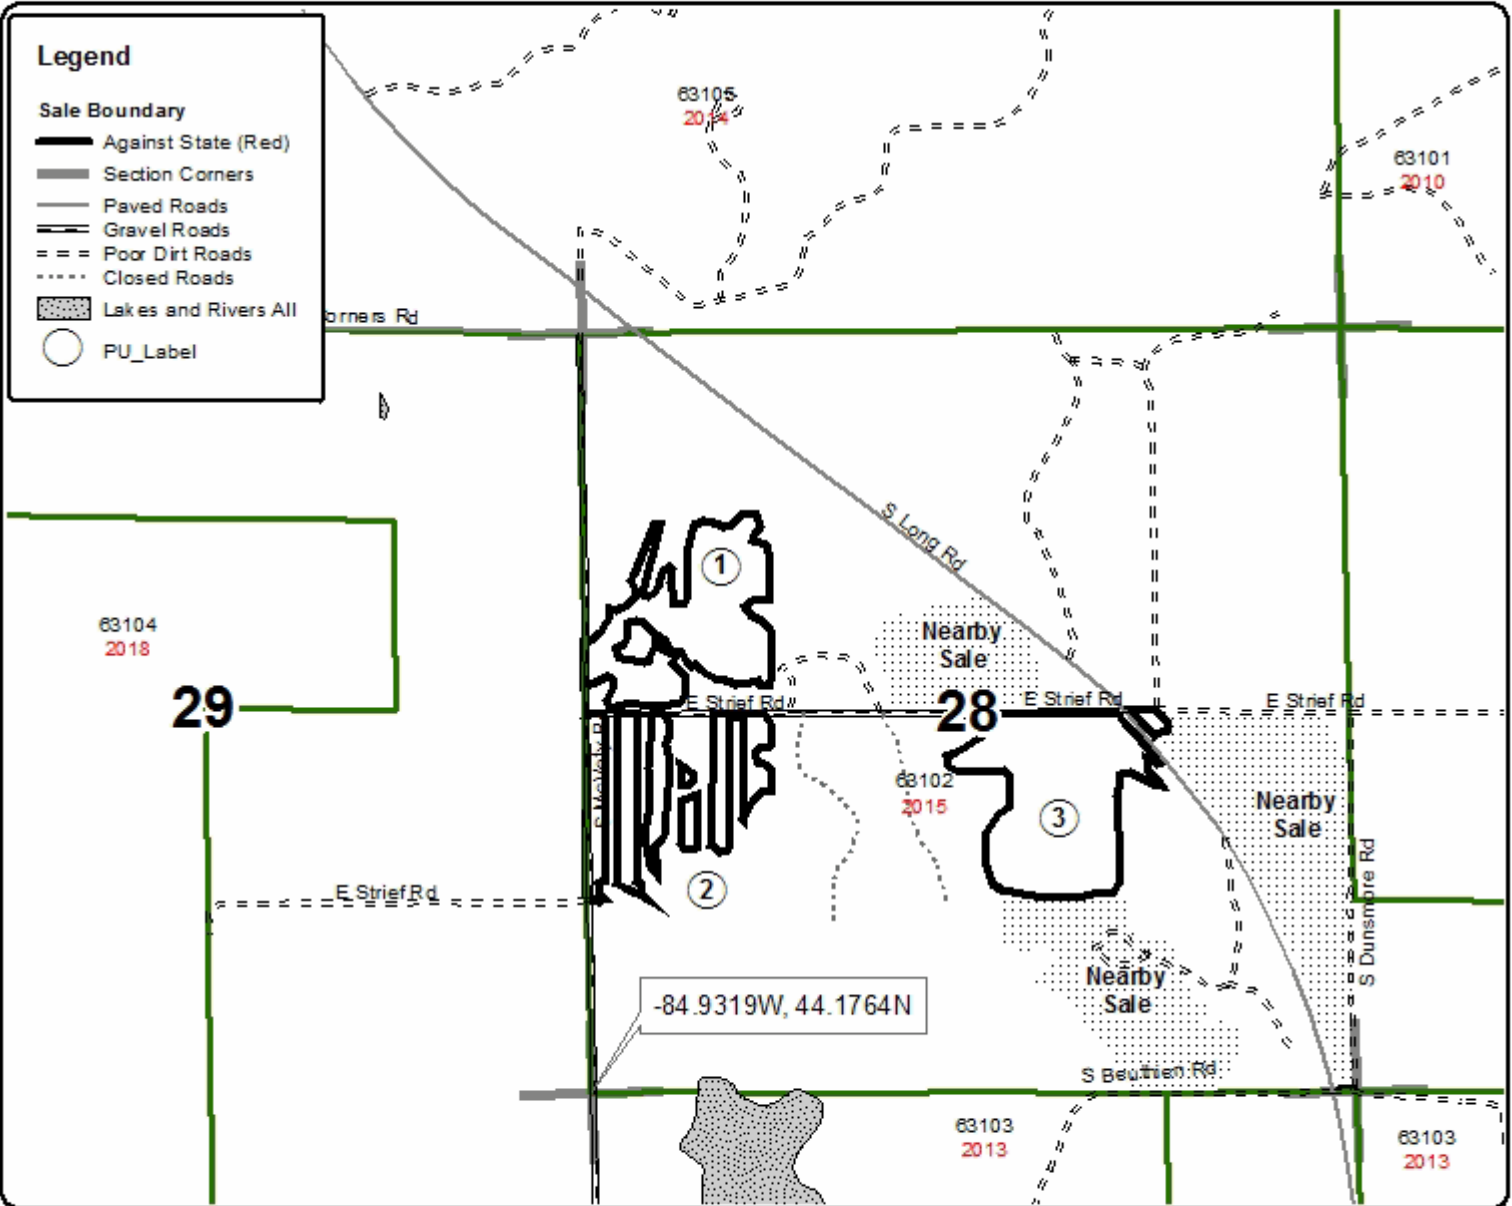 Legend
Sale Boundary
Against State (Red)
Section Corners
Paved Roads
Gravel Roads
Poor Dirt Roads
Closed Roads
Lakes and Rivers All
PU_Label
63105
2014
63101
2010
orners Rd
S Long Rd
1
63104
2018
Nearby
Sale
29
E Strief Rd
28
E Strief Rd
E Strief Rd
63102
2015
3
Nearby
Sale
2
E Strief Rd
S Dunsmore Rd
Nearby
Sale
-84.9319W, 44.1764N
S Beuthien Rd
63103
2013
63103
2013